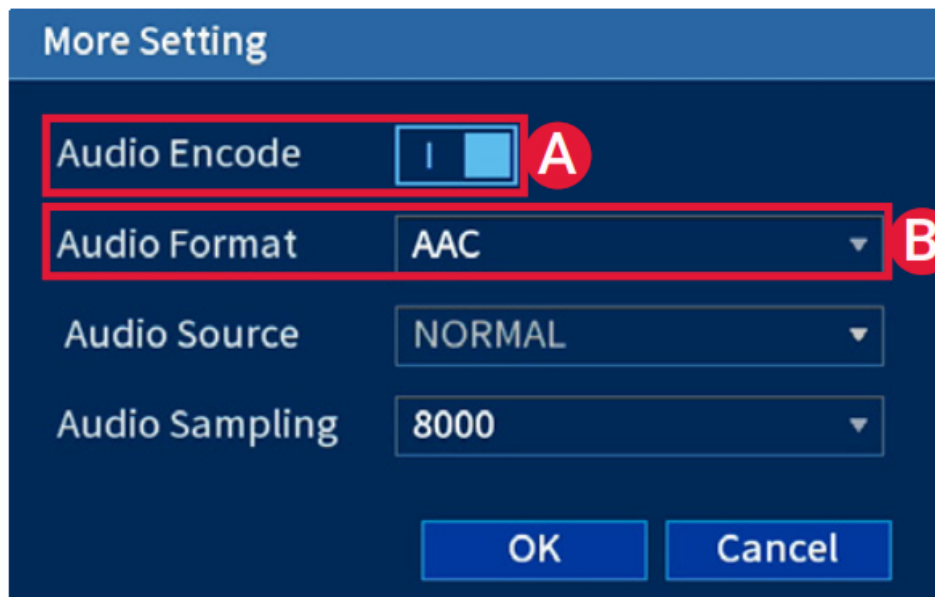 More Setting
Audio Encode A
Audio Format AAC B
Audio Source NORMAL
Audio Sampling 8000
OK Cancel